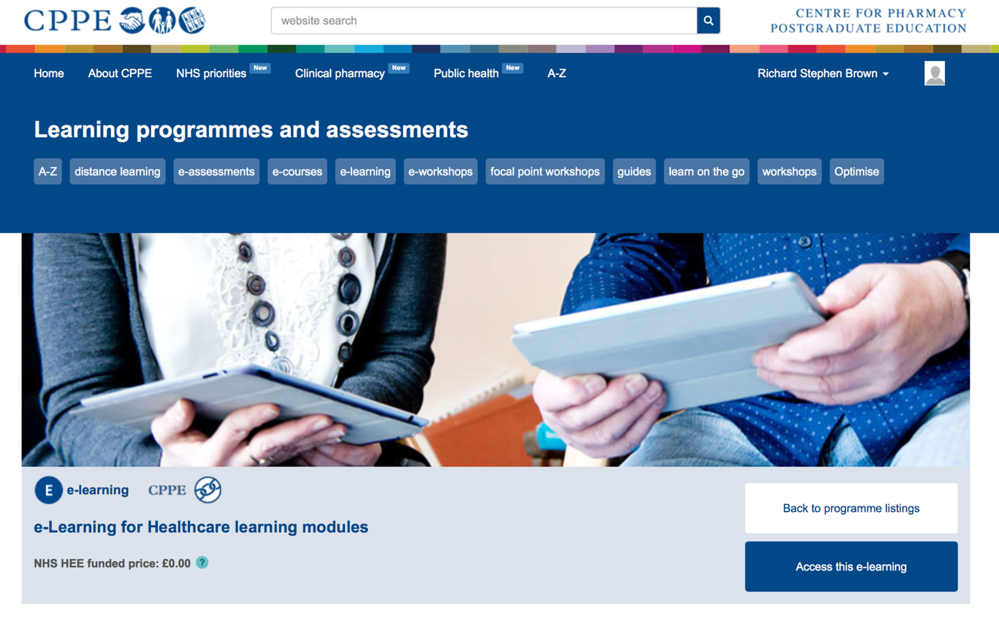 CPPE
website search
CENTRE FOR PHARMACY
POSTGRADUATE EDUCATION
Home About CPPE NHS priorities New Clinical pharmacy New Public health New A-Z Richard Stephen Brown
Learning programmes and assessments
A-Z distance learning e-assessments e-courses e-learning e-workshops focal point workshops guides learn on the go workshops Optimise
E e-learning CPPE
Back to programme listings
e-Learning for Healthcare learning modules
NHS HEE funded price: £0.00 ?
Access this e-learning